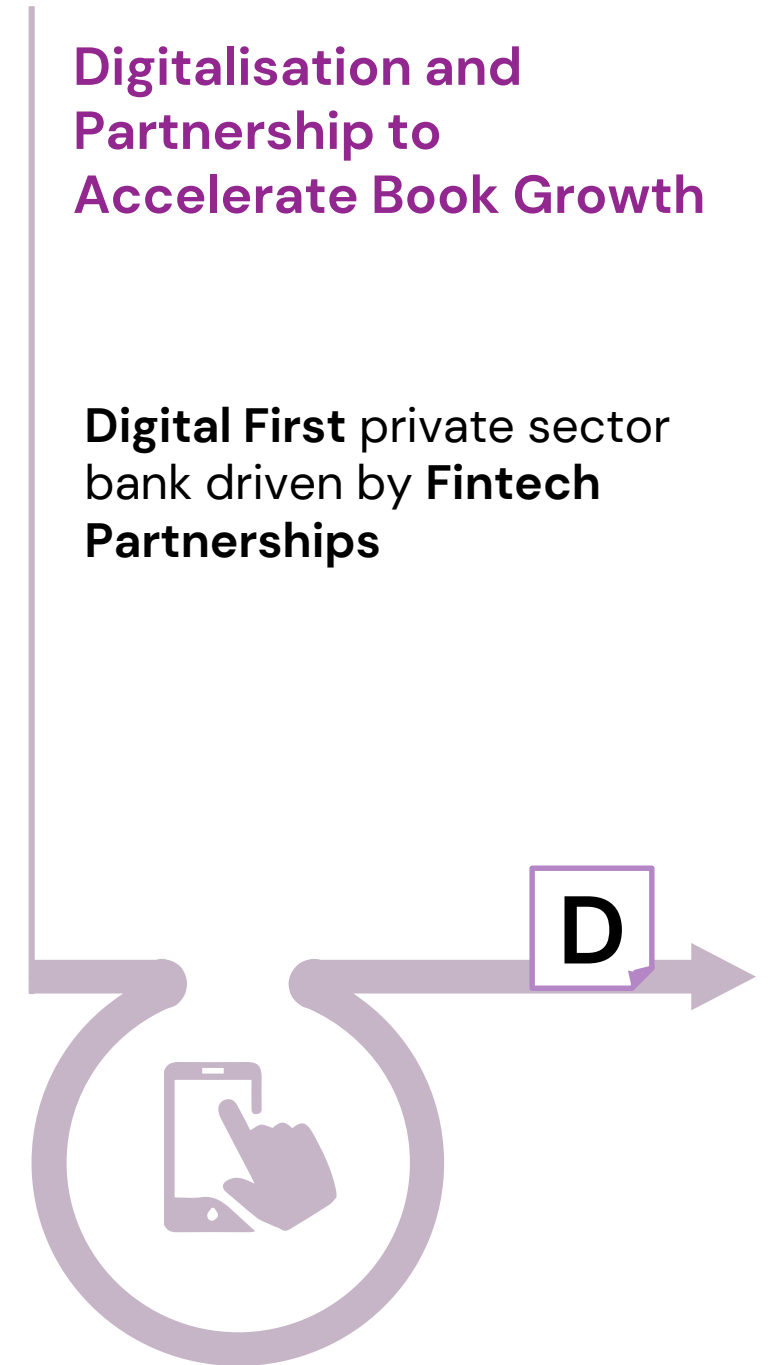 Digitalisation and
Partnership to
Accelerate Book Growth
Digital First private sector
bank driven by Fintech
Partnerships
D